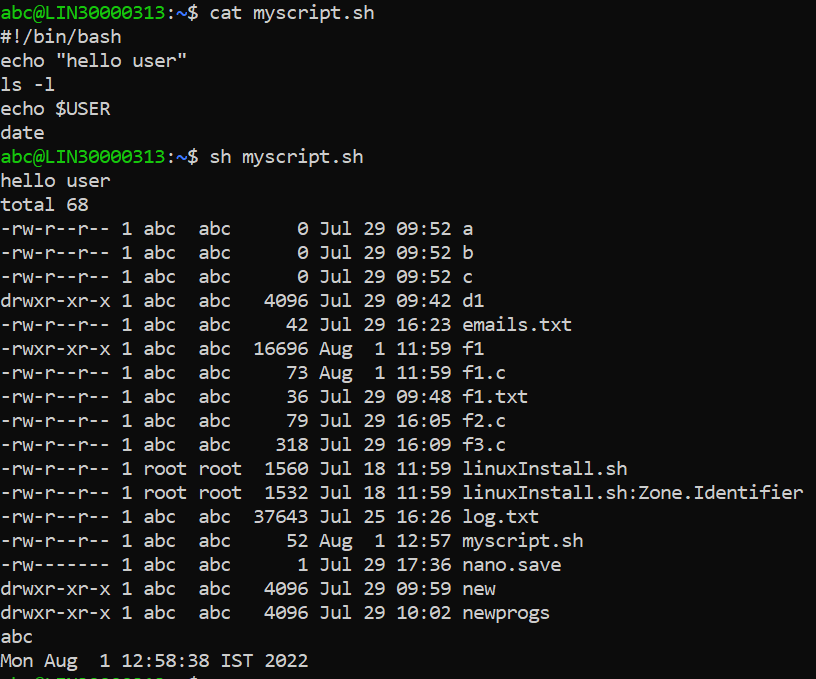 abc@LIN30000313:~$ cat myscript.sh
#!/bin/bash
echo "hello user"
ls -l
echo $USER
date
abc@LIN30000313:~$ sh myscript.sh
hello user
total 68
-rw-r--r-- 1 abc  abc      0 Jul 29 09:52 a
-rw-r--r-- 1 abc  abc      0 Jul 29 09:52 b
-rw-r--r-- 1 abc  abc      0 Jul 29 09:52 c
drwxr-xr-x 1 abc  abc   4096 Jul 29 09:42 d1
-rw-r--r-- 1 abc  abc     42 Jul 29 16:23 emails.txt
-rwxr-xr-x 1 abc  abc  16696 Aug  1 11:59 f1
-rw-r--r-- 1 abc  abc     73 Aug  1 11:59 f1.c
-rw-r--r-- 1 abc  abc     36 Jul 29 09:48 f1.txt
-rw-r--r-- 1 abc  abc     79 Jul 29 16:05 f2.c
-rw-r--r-- 1 abc  abc    318 Jul 29 16:09 f3.c
-rw-r--r-- 1 root root  1560 Jul 18 11:59 linuxInstall.sh
-rw-r--r-- 1 root root  1532 Jul 18 11:59 linuxInstall.sh:Zone.Identifier
-rw-r--r-- 1 abc  abc  37643 Jul 25 16:26 log.txt
-rw-r--r-- 1 abc  abc     52 Aug  1 12:57 myscript.sh
-rw------- 1 abc  abc      1 Jul 29 17:36 nano.save
drwxr-xr-x 1 abc  abc   4096 Jul 29 09:59 new
drwxr-xr-x 1 abc  abc   4096 Jul 29 10:02 newprogs
abc
Mon Aug  1 12:58:38 IST 2022